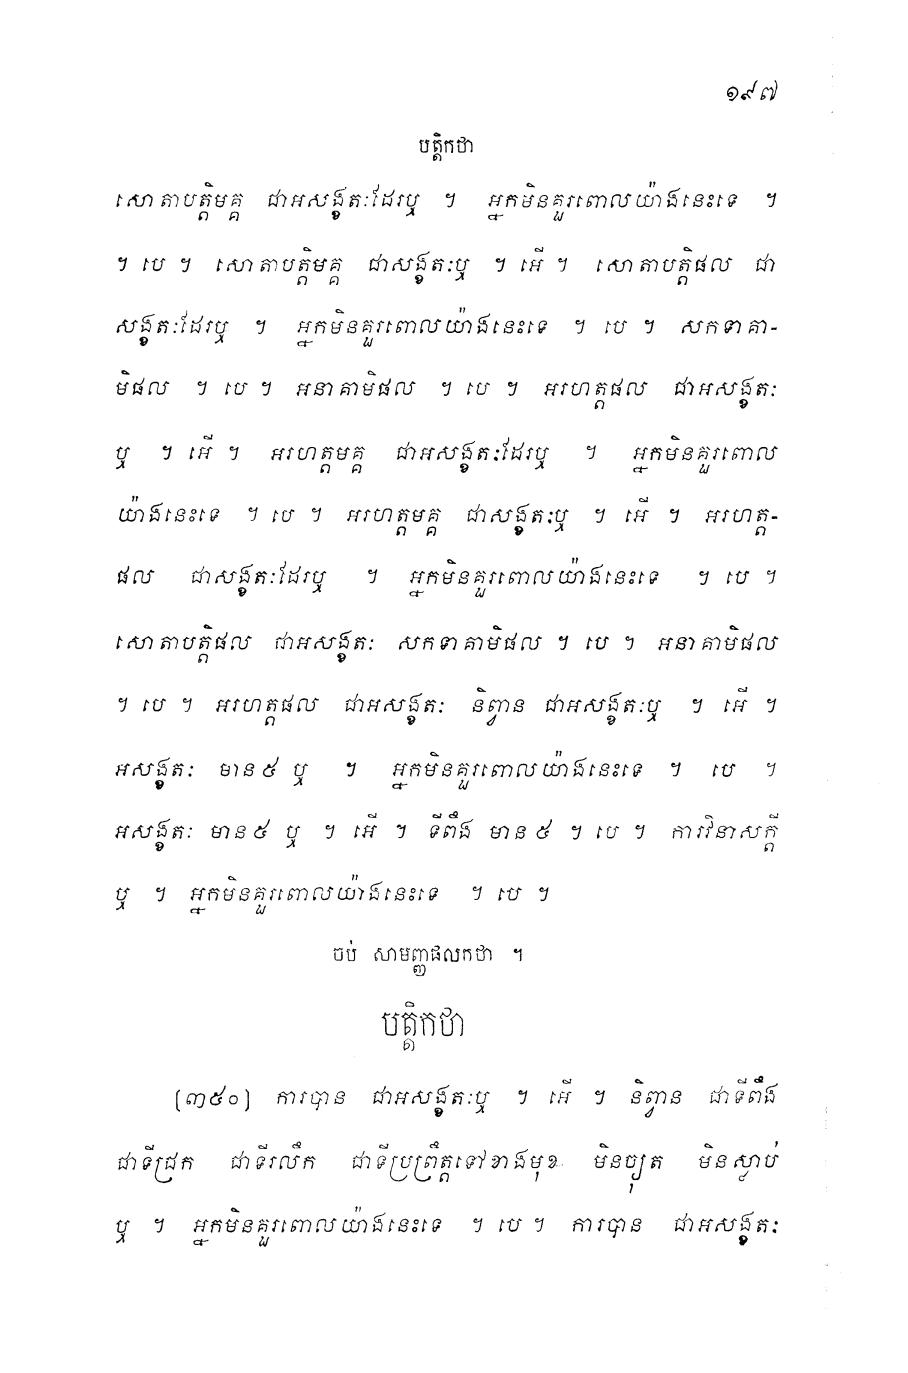 ១៩៧
បត្តិកថា
សោតាបត្តិមគ្គ ជាអសង្ខតៈដែរឬ ។ អ្នកមិនគួរពោលយ៉ាងនេះទេ ។
។ បេ ។ សោតាបត្តិមគ្គ ជាសង្ខតៈឬ ។ អើ ។ សោតាបត្តិផល ជា
សង្ខតៈដែរឬ ។ អ្នកមិនគួរពោលយ៉ាងនេះទេ ។ បេ ។ សកទាគា-
មិផល ។ បេ ។ អនាគាមិផល ។ បេ ។ អរហត្តផល ជាអសង្ខតៈ
ឬ ។ អើ ។ អរហត្តមគ្គ ជាអសង្ខតៈដែរឬ ។ អ្នកមិនគួរពោល
យ៉ាងនេះទេ ។ បេ ។ អរហត្តមគ្គ ជាសង្ខតៈឬ ។ អើ ។ អរហត្ត-
ផល ជាសង្ខតៈដែរឬ ។ អ្នកមិនគួរពោលយ៉ាងនេះទេ ។ បេ ។
សោតាបត្តិផល ជាអសង្ខតៈ សកទាគាមិផល ។ បេ ។ អនាគាមិផល
។ បេ ។ អរហត្តផល ជាអសង្ខតៈ និព្វាន ជាអសង្ខតៈឬ ។ អើ ។
អសង្ខតៈ មាន៥ ឬ ។ អ្នកមិនគួរពោលយ៉ាងនេះទេ ។ បេ ។
អសង្ខតៈ មាន៥ ឬ ។ អើ ។ ទីពឹង មាន៥ ។ បេ ។ ការវិនាសក្តី
ឬ ។ អ្នកមិនគួរពោលយ៉ាងនេះទេ ។ បេ ។
ចប់ សាមញ្ញផលកថា ។
បត្តិកថា
[៣៥០] ការបាន ជាអសង្ខតៈឬ ។ អើ ។ និព្វាន ជាទីពឹង
ជាទីជ្រក ជាទីរលឹក ជាទីប្រព្រឹត្តទៅខាងមុខ មិនច្យុត មិនស្លាប់
ឬ ។ អ្នកមិនគួរពោលយ៉ាងនេះទេ ។ បេ ។ ការបាន ជាអសង្ខតៈ